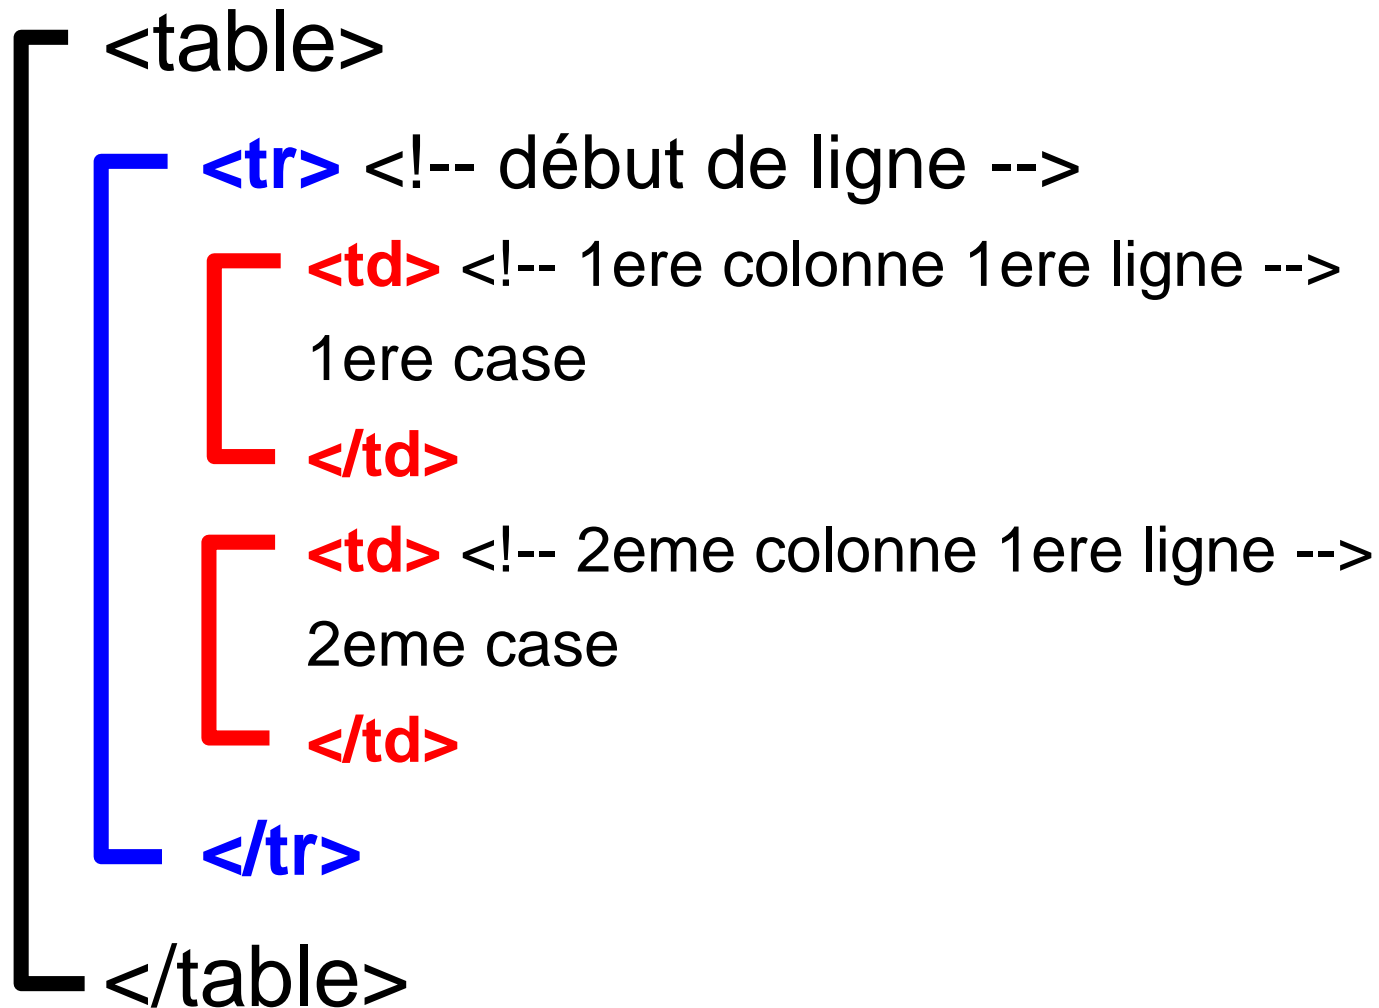 <table>
<tr> <!-- début de ligne -->
<td> <!-- 1ere colonne 1ere ligne -->
1ere case
</td>
<td> <!-- 2eme colonne 1ere ligne -->
2eme case
</td>
</tr>
</table>